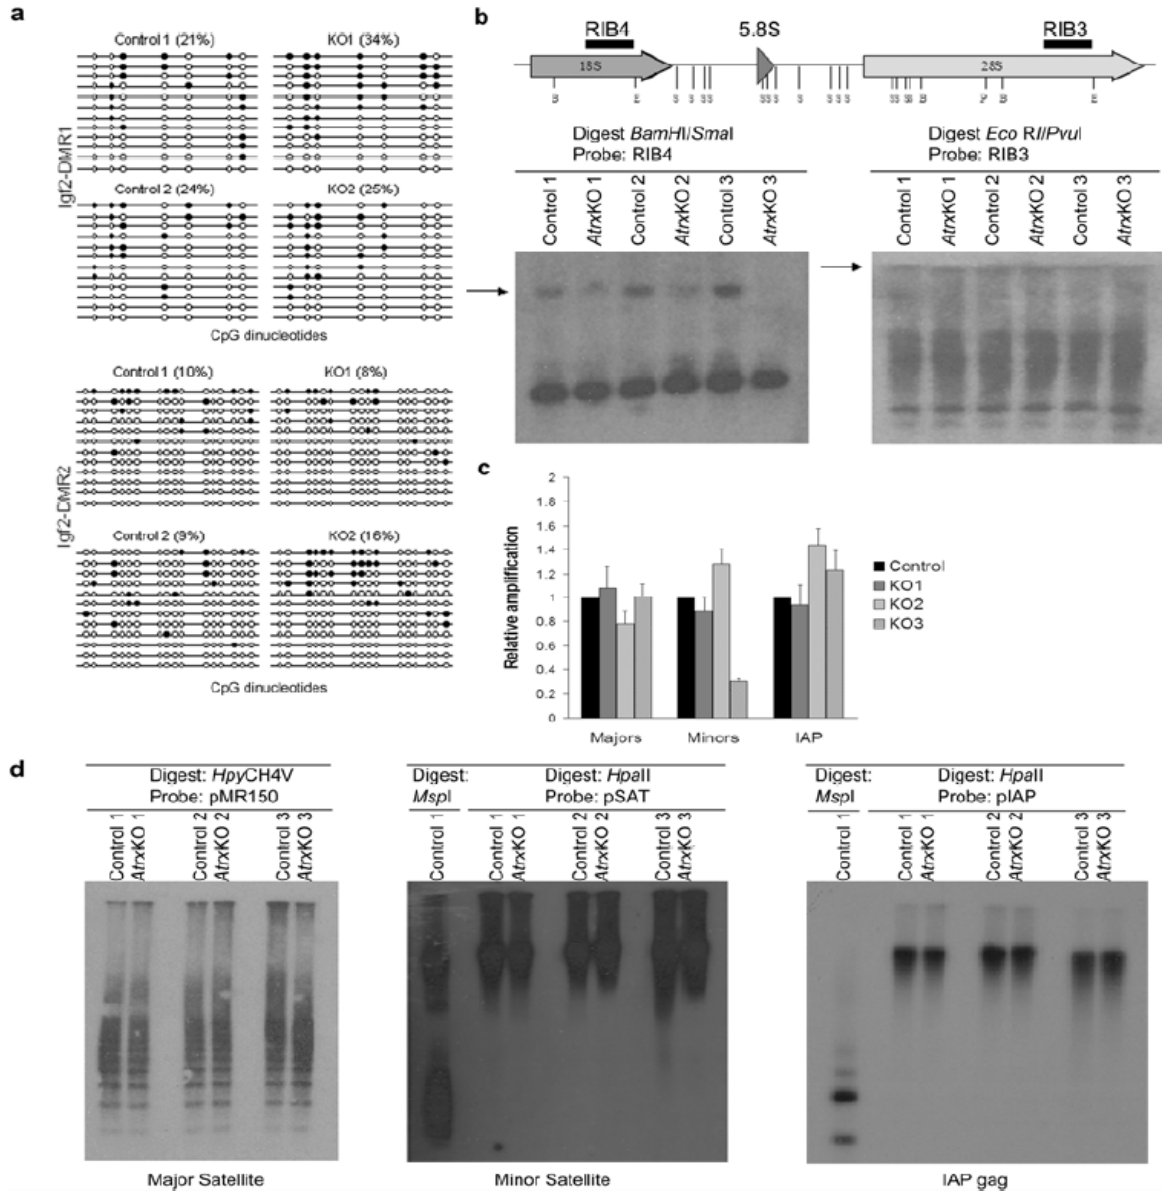 a
Control 1 (21%)
KO1 (34%)
Igf2-DMR1
Control 2 (24%)
KO2 (25%)
CpG dinucleotides
Control 1 (10%)
KO1 (8%)
Igf2-DMR2
Control 2 (9%)
KO2 (16%)
CpG dinucleotides
b
RIB4
5.8S
RIB3
18S
28S
Digest BamHI/SmaI
Probe: RIB4
Control 1
AtrxKO 1
Control 2
AtrxKO 2
Control 3
AtrxKO 3
Digest Eco RI/PvuI
Probe: RIB3
Control 1
AtrxKO 1
Control 2
AtrxKO 2
Control 3
AtrxKO 3
c
Relative amplification
2
1.8
1.6
1.4
1.2
1
0.8
0.6
0.4
0.2
0
Majors
Minors
IAP
Control
KO1
KO2
KO3
d
Digest: HpyCH4V
Probe: pMR150
Control 1
AtrxKO 1
Control 2
AtrxKO 2
Control 3
AtrxKO 3
Major Satellite
Digest:
MspI
Digest: HpaII
Probe: pSAT
Control 1
Control 1
AtrxKO 1
Control 2
AtrxKO 2
Control 3
AtrxKO 3
Minor Satellite
Digest:
MspI
Digest: HpaII
Probe: pIAP
Control 1
Control 1
AtrxKO 1
Control 2
AtrxKO 2
Control 3
AtrxKO 3
IAP gag